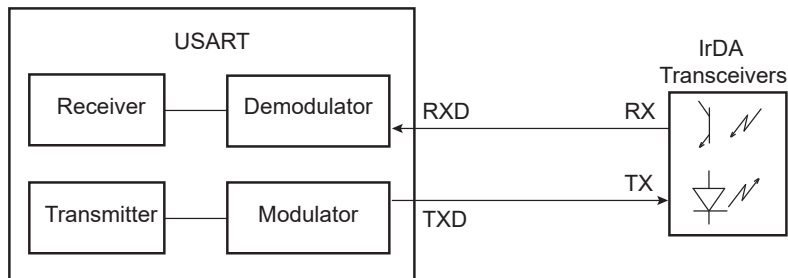 USART
IrDA
Transceivers
Receiver
Demodulator
RXD
RX
Transmitter
Modulator
TX
TXD